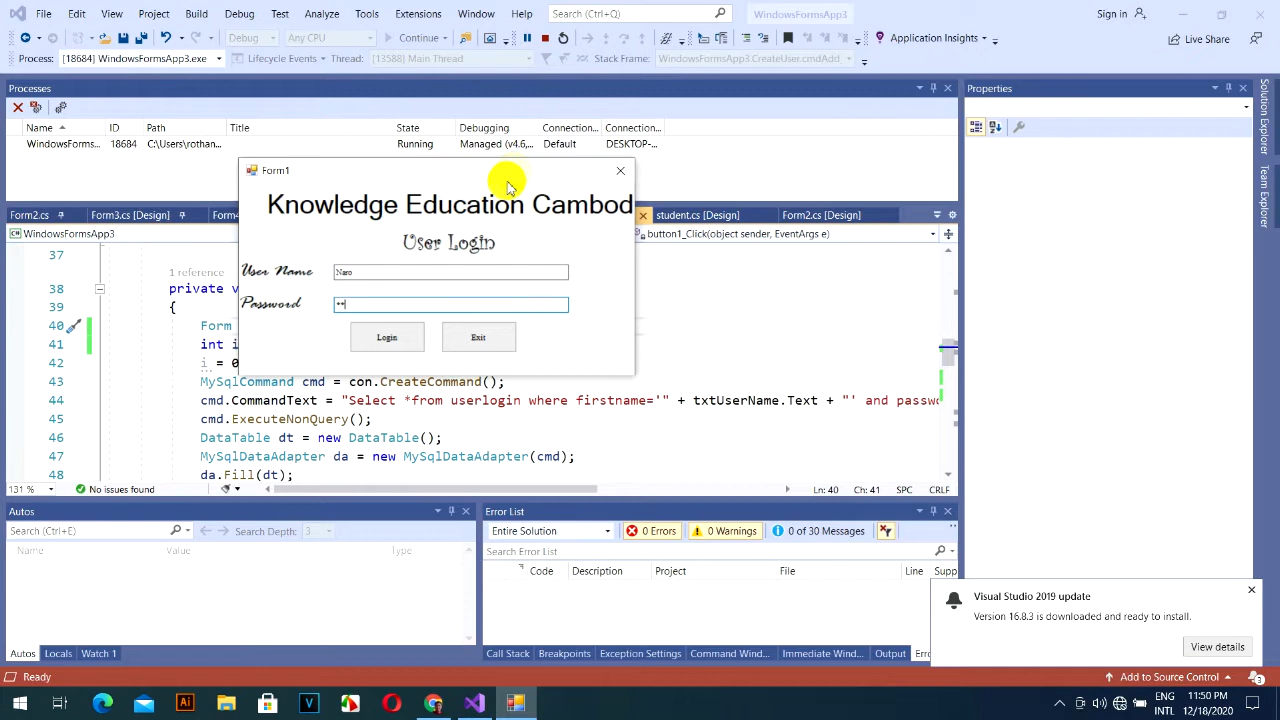 File Edit View Git Project Build Debug Test Analyze Tools Extensions Window Help Search (Ctrl+Q) WindowsFormsApp3 Sign in
Debug Any CPU Continue Application Insights Live Share
Process: [18684] WindowsFormsApp3.exe Lifecycle Events Thread: [13588] Main Thread Stack Frame: WindowsFormsApp3.CreateUser.cmdAdd_
Processes
Name ID Path Title State Debugging Connection... Connection...
WindowsForms... 18684 C:\Users\rothan... Running Managed (v4.6,... Default DESKTOP-...
Form1
Knowledge Education Cambod
User Login
User Name Naro
Password **
Login Exit
Form2.cs Form3.cs [Design] Form4 student.cs [Design] Form2.cs [Design]
WindowsFormsApp3 button1_Click(object sender, EventArgs e)
37
1 reference
38 private v
39 {
40 Form
41 int i
42 i = 0
43 MySqlCommand cmd = con.CreateCommand();
44 cmd.CommandText = "Select *from userlogin where firstname='" + txtUserName.Text + "' and passw
45 cmd.ExecuteNonQuery();
46 DataTable dt = new DataTable();
47 MySqlDataAdapter da = new MySqlDataAdapter(cmd);
48 da.Fill(dt);
131 % No issues found Ln: 40 Ch: 41 SPC CRLF
Autos
Search (Ctrl+E) Search Depth: 3
Name Value Type
Autos Locals Watch 1
Error List
Entire Solution 0 Errors 0 Warnings 0 of 30 Messages
Search Error List
Code Description Project File Line Supp
Call Stack Breakpoints Exception Settings Command Wind... Immediate Wind... Output Err
Properties
Solution Explorer
Team Explorer
Visual Studio 2019 update
Version 16.8.3 is downloaded and ready to install.
View details
Ready Add to Source Control 3
ENG
INTL
11:50 PM
12/18/2020